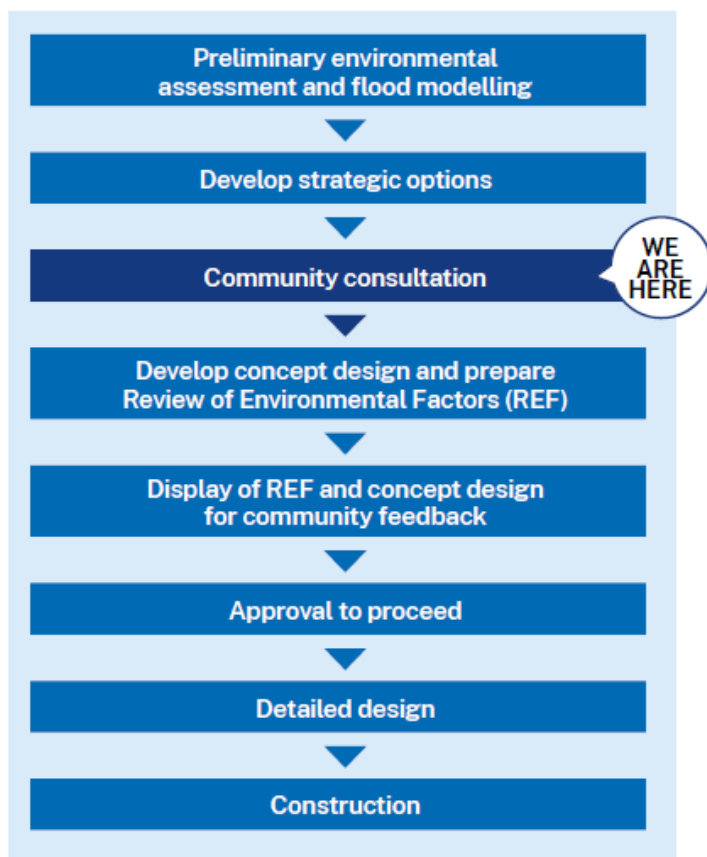 Preliminary environmental
assessment and flood modelling
Develop strategic options
Community consultation
WE
ARE
HERE
Develop concept design and prepare
Review of Environmental Factors (REF)
Display of REF and concept design
for community feedback
Approval to proceed
Detailed design
Construction